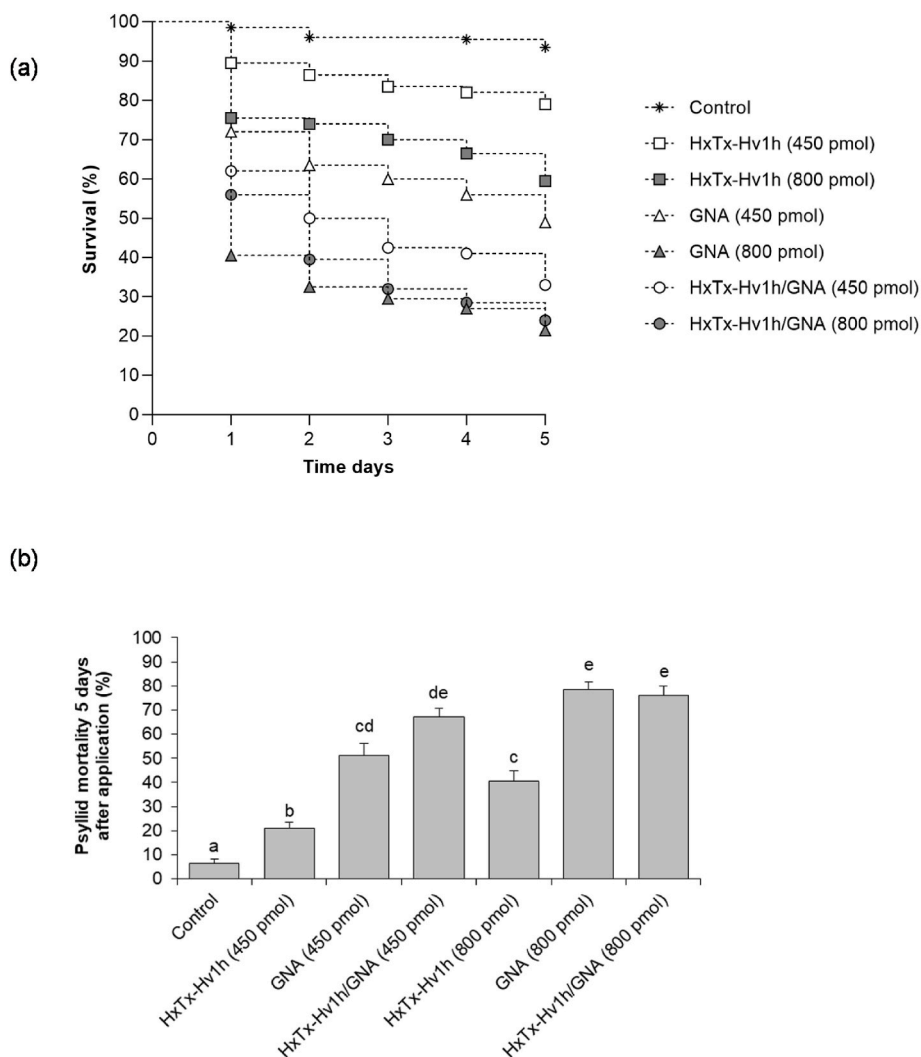 (a)
Survival (%)
100
90
80
70
60
50
40
30
20
10
0
0 1 2 3 4 5
Time days
Control
HxTx-Hv1h (450 pmol)
HxTx-Hv1h (800 pmol)
GNA (450 pmol)
GNA (800 pmol)
HxTx-Hv1h/GNA (450 pmol)
HxTx-Hv1h/GNA (800 pmol)
(b)
Psyllid mortality 5 days
after application (%)
100
90
80
70
60
50
40
30
20
10
0
a
b
cd
de
c
e
e
Control
HxTx-Hv1h (450 pmol)
GNA (450 pmol)
HxTx-Hv1h/GNA (450 pmol)
HxTx-Hv1h (800 pmol)
GNA (800 pmol)
HxTx-Hv1h/GNA (800 pmol)